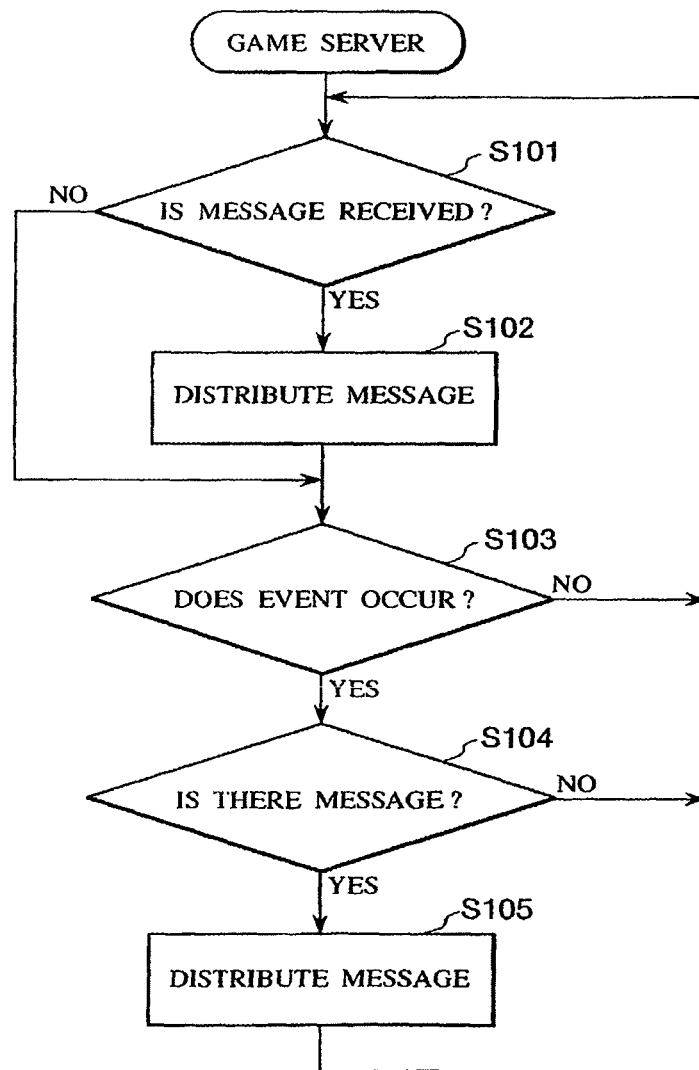 GAME SERVER
S101
NO
IS MESSAGE RECEIVED?
YES
S102
DISTRIBUTE MESSAGE
S103
DOES EVENT OCCUR?
NO
YES
S104
IS THERE MESSAGE?
NO
YES
S105
DISTRIBUTE MESSAGE